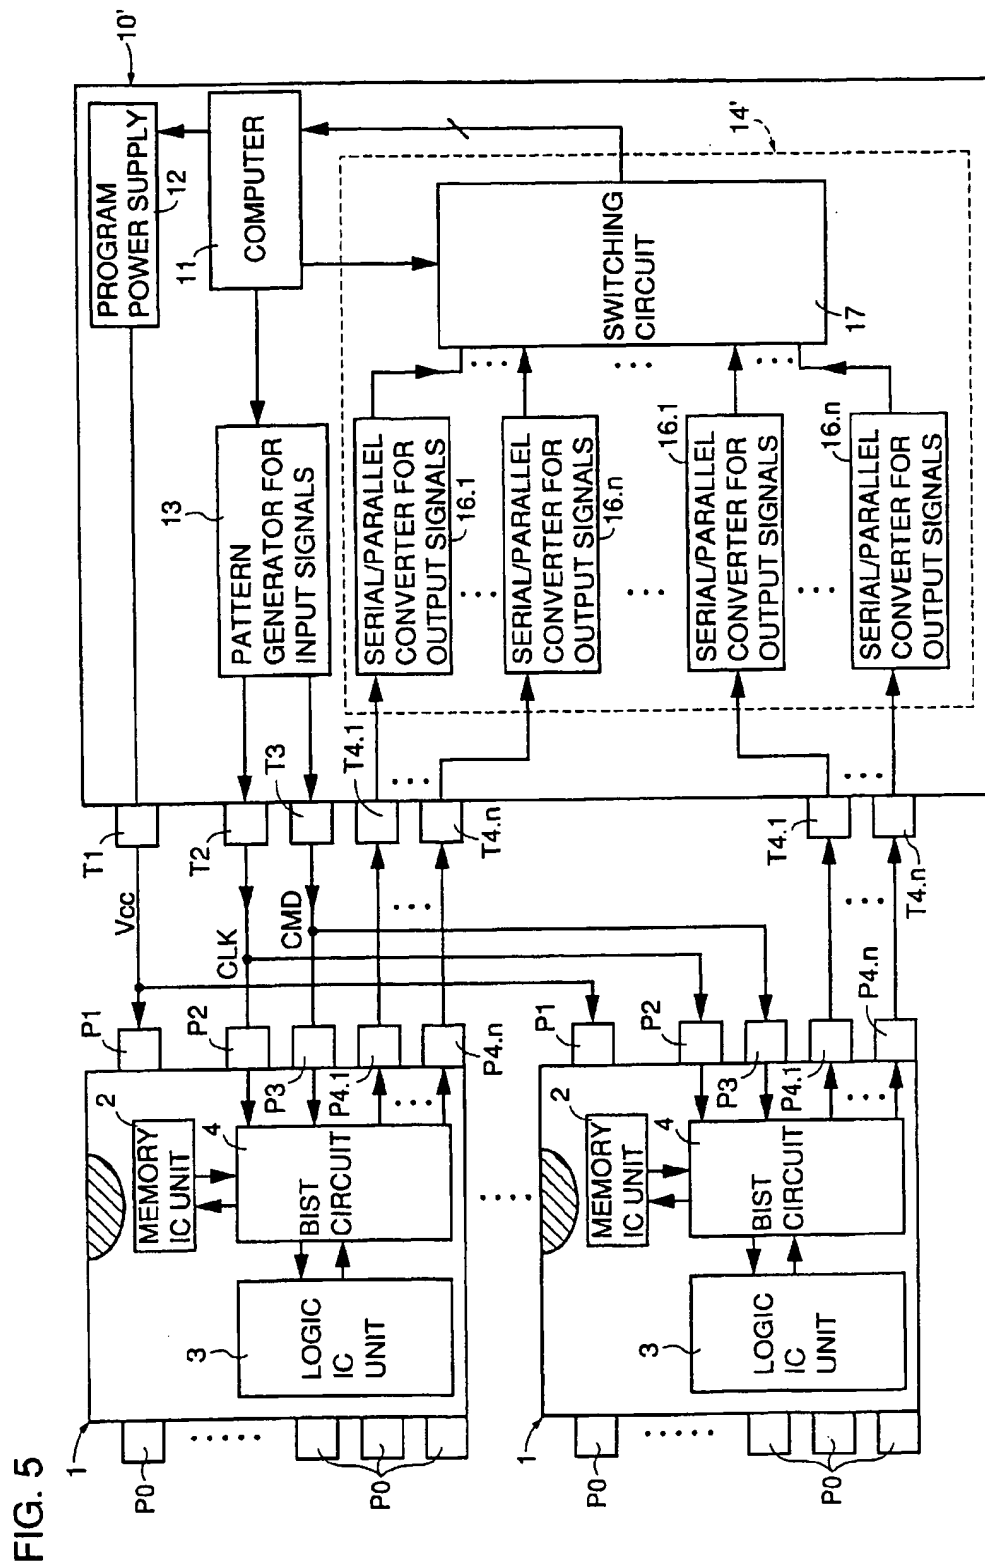 FIG. 5
10'
PROGRAM
POWER SUPPLY
12
COMPUTER
11
PATTERN
GENERATOR FOR
INPUT SIGNALS
13
14'
SWITCHING
CIRCUIT
17
SERIAL/PARALLEL
CONVERTER FOR
OUTPUT SIGNALS
16.1
SERIAL/PARALLEL
CONVERTER FOR
OUTPUT SIGNALS
16.n
SERIAL/PARALLEL
CONVERTER FOR
OUTPUT SIGNALS
16.1
SERIAL/PARALLEL
CONVERTER FOR
OUTPUT SIGNALS
16.n
T1
T2
T3
T4.1
T4.n
T4.1
T4.n
Vcc
CLK
CMD
P1
P2
P3
P4.1
P4.n
1
2
MEMORY
IC UNIT
4
BIST
CIRCUIT
3
LOGIC
IC
UNIT
P0
P0
P1
P2
P3
P4.1
P4.n
1
2
MEMORY
IC UNIT
4
BIST
CIRCUIT
3
LOGIC
IC
UNIT
P0
P0